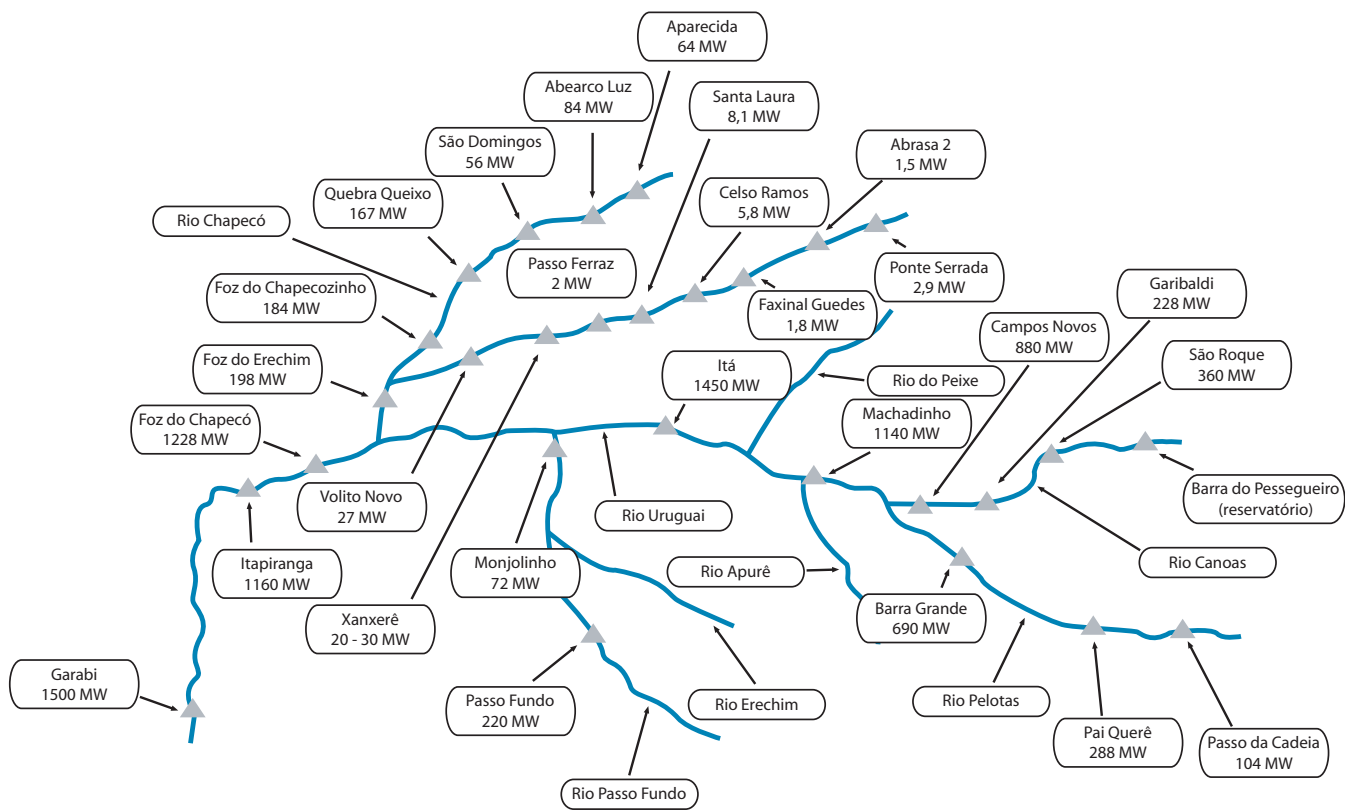 Aparecida
64 MW
Abearco Luz
84 MW
Santa Laura
8,1 MW
São Domingos
56 MW
Abrasa 2
1,5 MW
Quebra Queixo
167 MW
Celso Ramos
5,8 MW
Rio Chapecó
Passo Ferraz
2 MW
Ponte Serrada
2,9 MW
Garibaldi
228 MW
Foz do Chapecozinho
184 MW
Faxinal Guedes
1,8 MW
Campos Novos
880 MW
São Roque
360 MW
Foz do Erechim
198 MW
Itá
1450 MW
Rio do Peixe
Machadinho
1140 MW
Foz do Chapecó
1228 MW
Barra do Pessegueiro
(reservatório)
Volito Novo
27 MW
Rio Uruguai
Itapiranga
1160 MW
Monjolinho
72 MW
Rio Apurê
Rio Canoas
Xanxerê
20 - 30 MW
Barra Grande
690 MW
Garabi
1500 MW
Passo Fundo
220 MW
Rio Erechim
Rio Pelotas
Pai Querê
288 MW
Passo da Cadeia
104 MW
Rio Passo Fundo